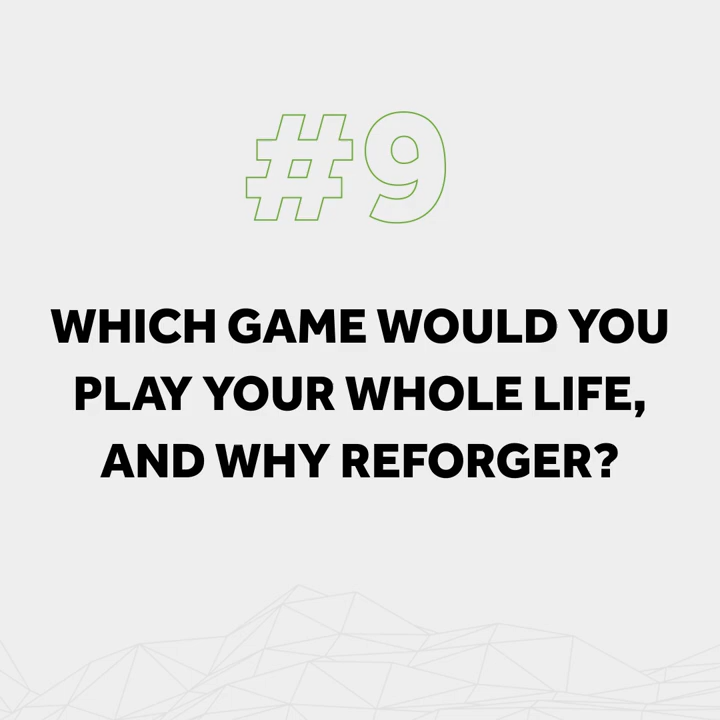 #9
WHICH GAME WOULD YOU
PLAY YOUR WHOLE LIFE,
AND WHY REFORGER?